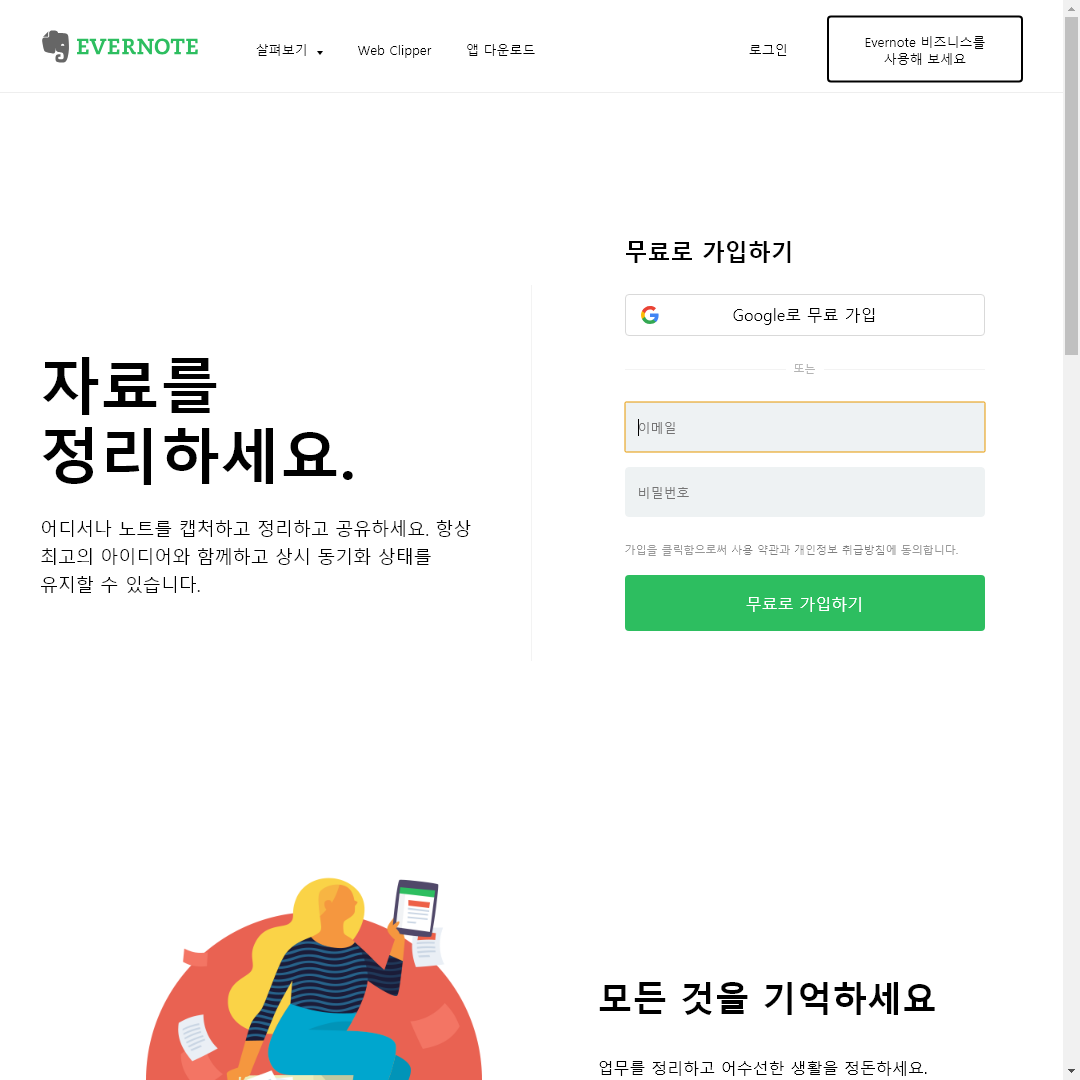 EVERNOTE
살펴보기
Web Clipper
앱 다운로드
로그인
Evernote 비즈니스를
사용해 보세요
무료로 가입하기
Google로 무료 가입
또는
이메일
비밀번호
가입을 클릭함으로써 사용 약관과 개인정보 취급방침에 동의합니다.
무료로 가입하기
자료를
정리하세요.
어디서나 노트를 캡처하고 정리하고 공유하세요. 항상
최고의 아이디어와 함께하고 상시 동기화 상태를
유지할 수 있습니다.
모든 것을 기억하세요
업무를 정리하고 어수선한 생활을 정돈하세요.